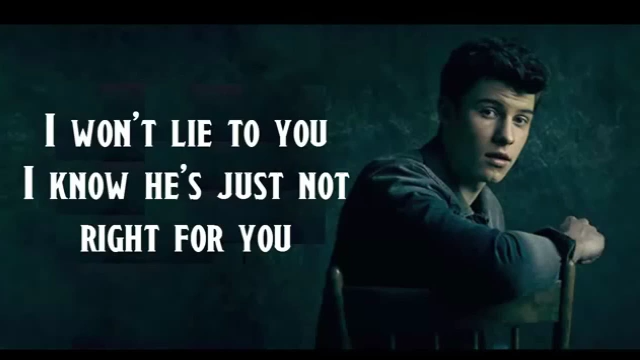 I WON'T LIE TO YOU
I KNOW HE'S JUST NOT
RIGHT FOR YOU